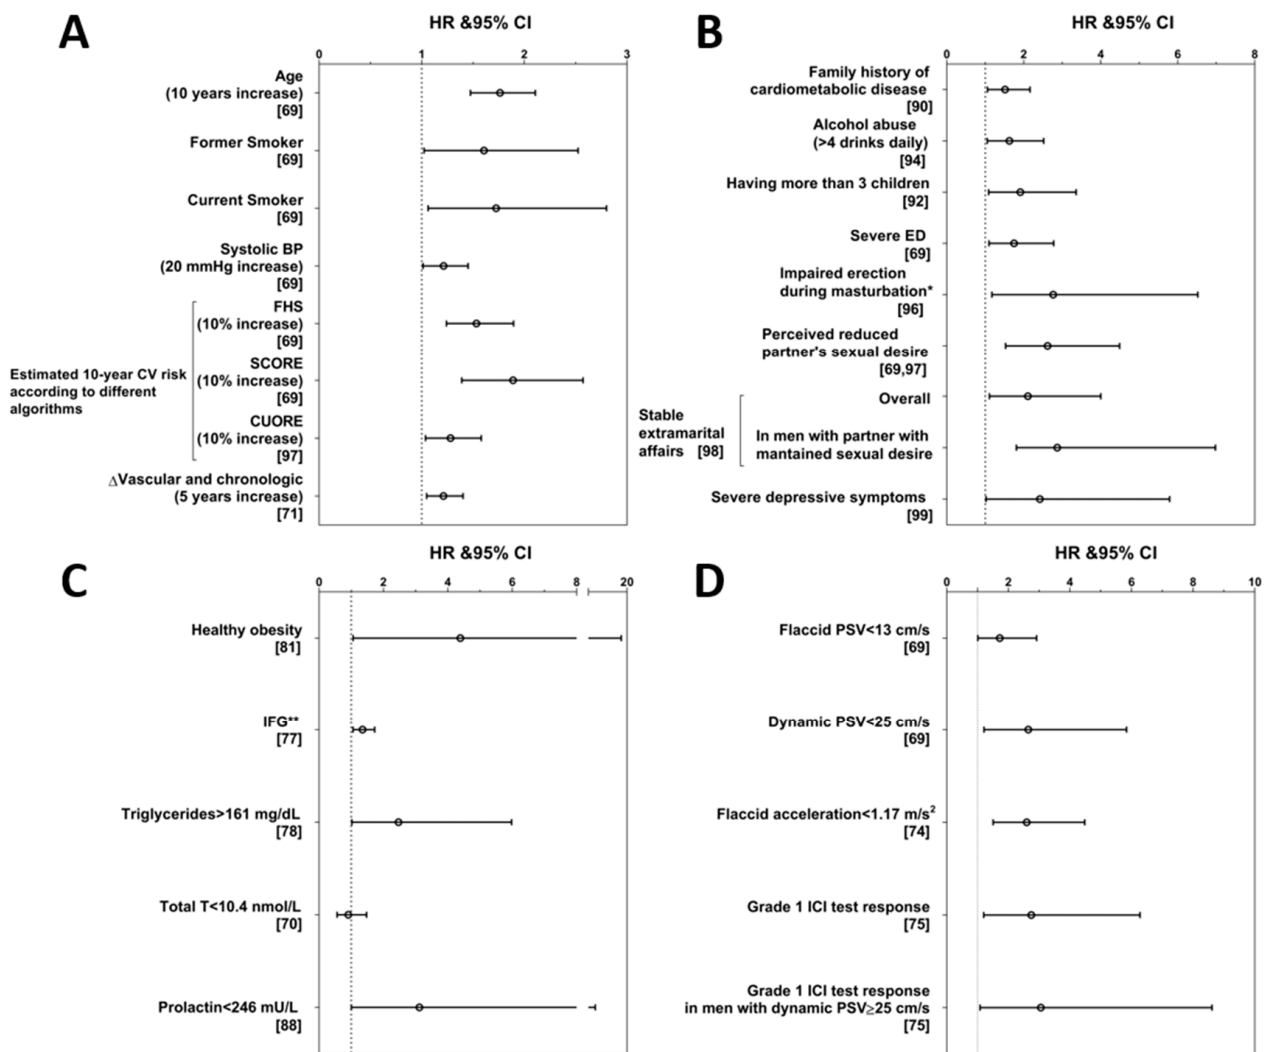 A
HR &95% CI
0 1 2 3
Age
(10 years increase)
[69]
Former Smoker
[69]
Current Smoker
[69]
Systolic BP
(20 mmHg increase)
[69]
Estimated 10-year CV risk
according to different
algorithms
FHS
(10% increase)
[69]
SCORE
(10% increase)
[69]
CUORE
(10% increase)
[97]
ΔVascular and chronologic
(5 years increase)
[71]
B
HR &95% CI
0 2 4 6 8
Family history of
cardiometabolic disease
[90]
Alcohol abuse
(>4 drinks daily)
[94]
Having more than 3 children
[92]
Severe ED
[69]
Impaired erection
during masturbation*
[96]
Perceived reduced
partner's sexual desire
[69,97]
Stable
extramarital
affairs [98]
Overall
In men with partner with
mantained sexual desire
Severe depressive symptoms
[99]
C
HR &95% CI
0 2 4 6 8 20
Healthy obesity
[81]
IFG**
[77]
Triglycerides>161 mg/dL
[78]
Total T<10.4 nmol/L
[70]
Prolactin<246 mU/L
[88]
D
HR &95% CI
0 2 4 6 8 10
Flaccid PSV<13 cm/s
[69]
Dynamic PSV<25 cm/s
[69]
Flaccid acceleration<1.17 m/s²
[74]
Grade 1 ICI test response
[75]
Grade 1 ICI test response
in men with dynamic PSV≥25 cm/s
[75]